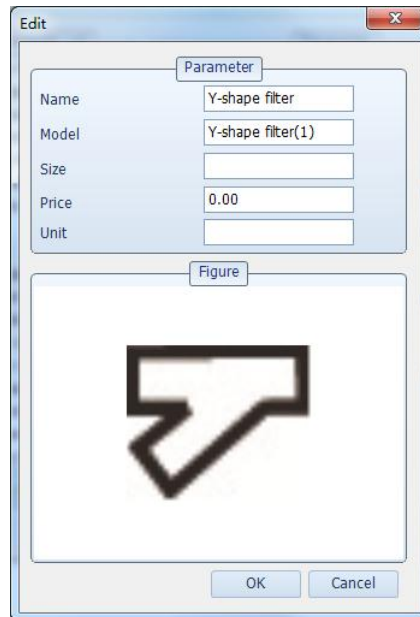 Edit
Parameter
Name Y-shape filter
Model Y-shape filter(1)
Size
Price 0.00
Unit
Figure
OK Cancel